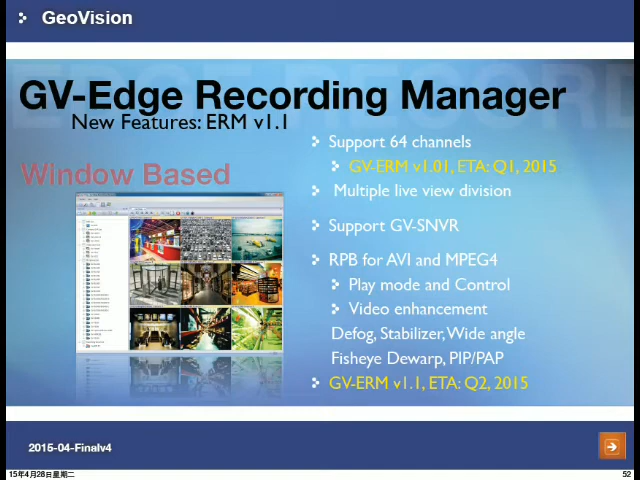 GeoVision
GV-Edge Recording Manager
New Features: ERM v1.1
Window Based
Support 64 channels
GV-ERM v1.01, ETA: Q1, 2015
Multiple live view division
Support GV-SNVR
RPB for AVI and MPEG4
Play mode and Control
Video enhancement
Defog, Stabilizer, Wide angle
Fisheye Dewarp, PIP/PAP
GV-ERM v1.1, ETA: Q2, 2015
2015-04-Finalv4
15年4月28日星期二
52